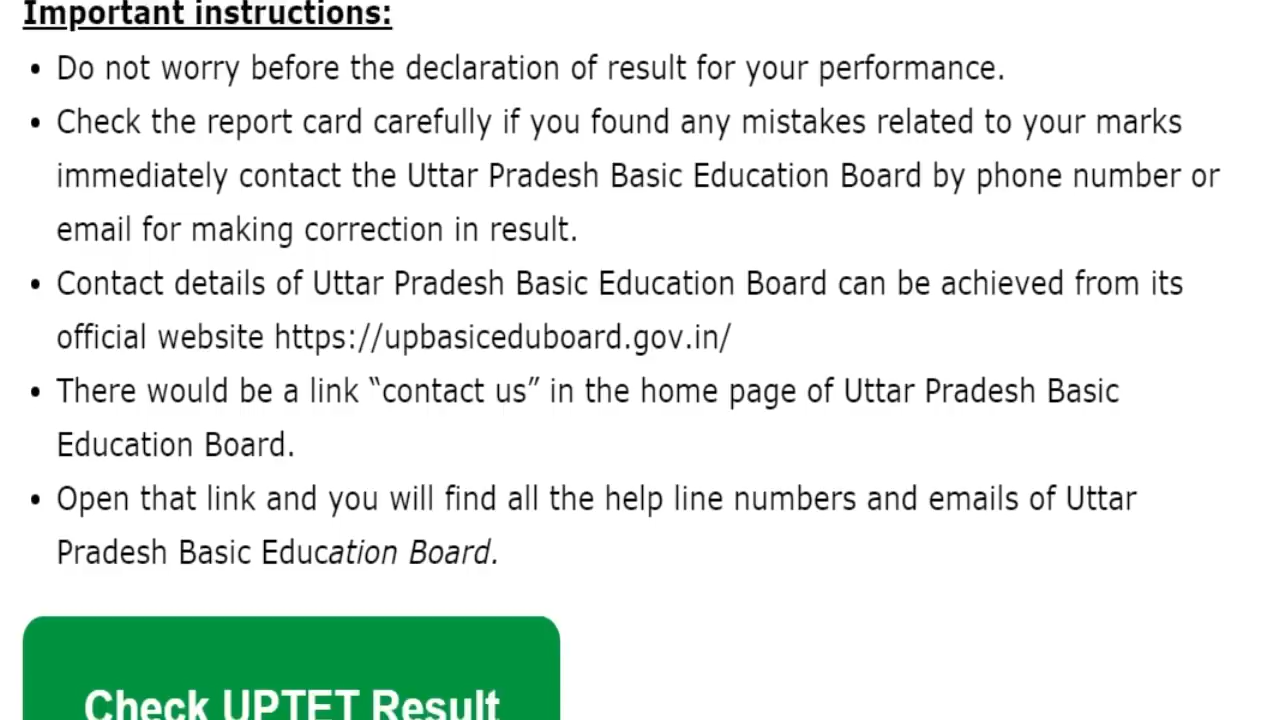 Important instructions:
• Do not worry before the declaration of result for your performance.
• Check the report card carefully if you found any mistakes related to your marks
immediately contact the Uttar Pradesh Basic Education Board by phone number or
email for making correction in result.
• Contact details of Uttar Pradesh Basic Education Board can be achieved from its
official website https://upbasiceduboard.gov.in/
• There would be a link “contact us” in the home page of Uttar Pradesh Basic
Education Board.
• Open that link and you will find all the help line numbers and emails of Uttar
Pradesh Basic Education Board.
Check UPTET Result